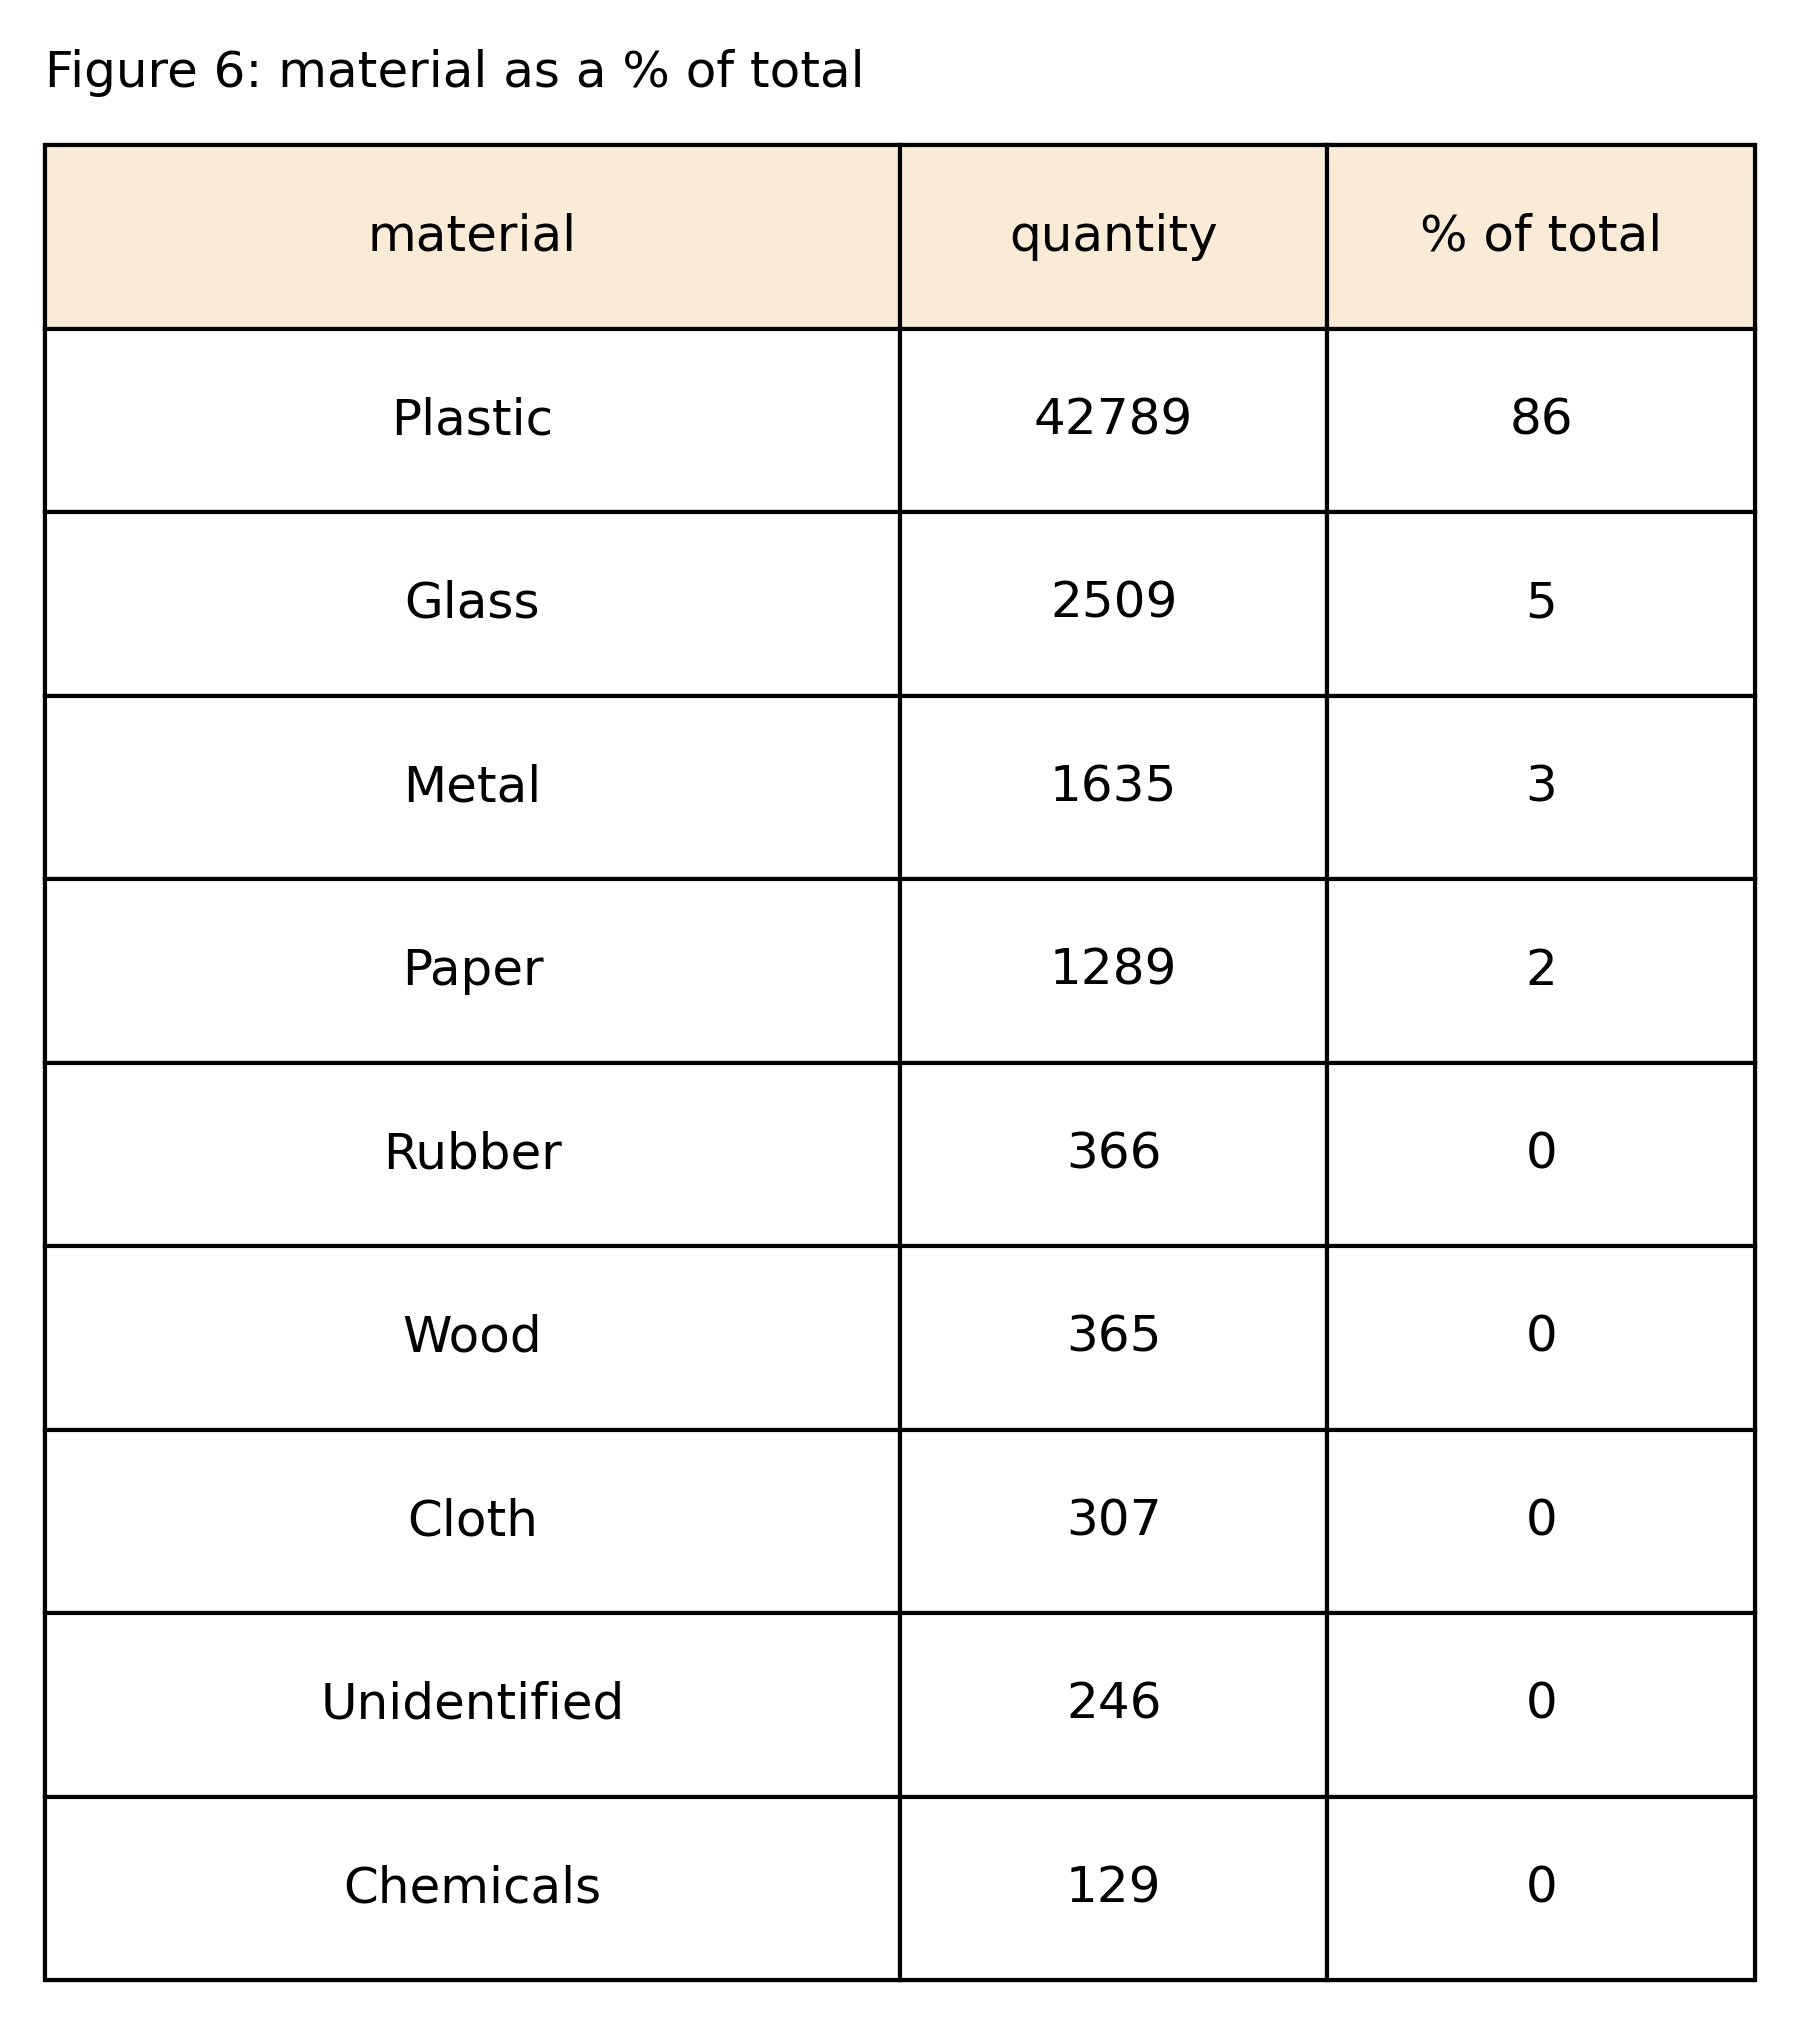 Figure 6: material as a % of total
material quantity % of total
Plastic 42789 86
Glass 2509 5
Metal 1635 3
Paper 1289 2
Rubber 366 0
Wood 365 0
Cloth 307 0
Unidentified 246 0
Chemicals 129 0